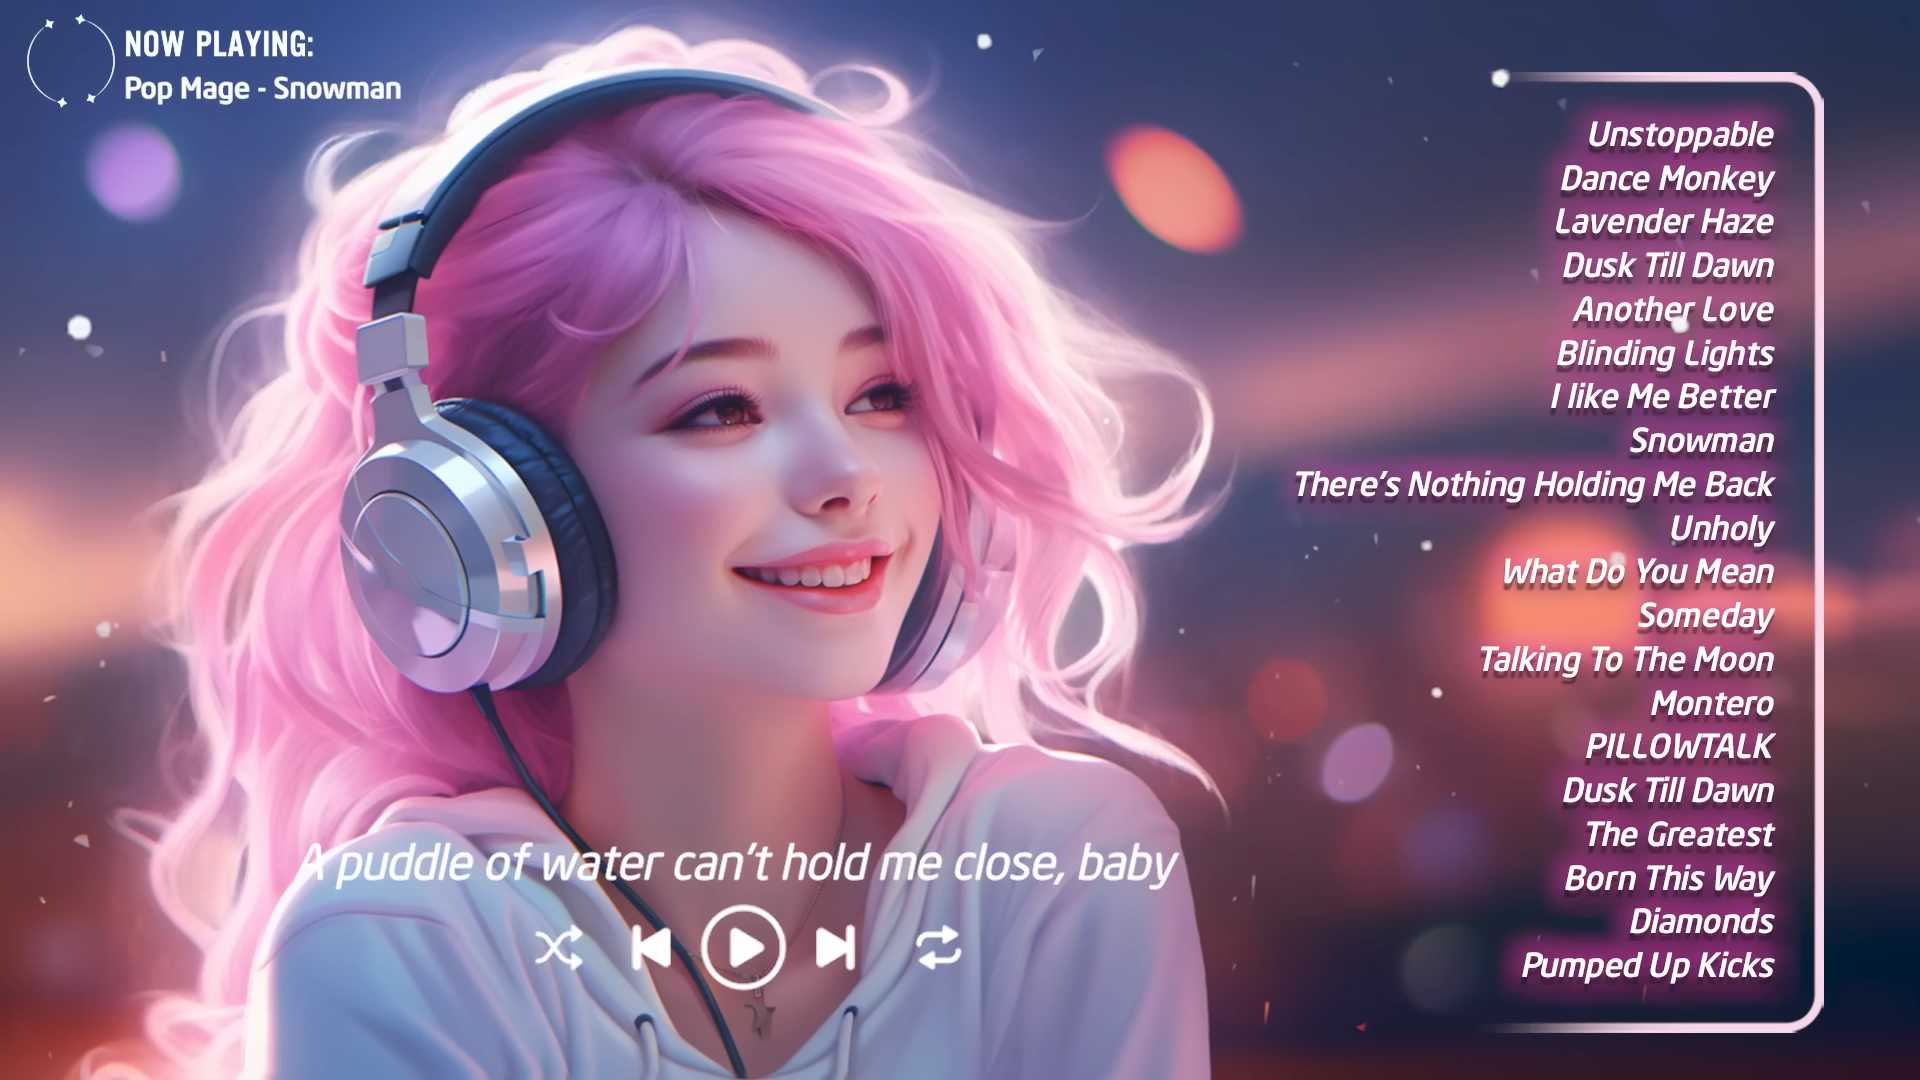 NOW PLAYING:
Pop Mage - Snowman
Unstoppable
Dance Monkey
Lavender Haze
Dusk Till Dawn
Another Love
Blinding Lights
I like Me Better
Snowman
There's Nothing Holding Me Back
Unholy
What Do You Mean
Someday
Talking To The Moon
Montero
PILLOWTALK
Dusk Till Dawn
The Greatest
Born This Way
Diamonds
Pumped Up Kicks
A puddle of water can't hold me close, baby